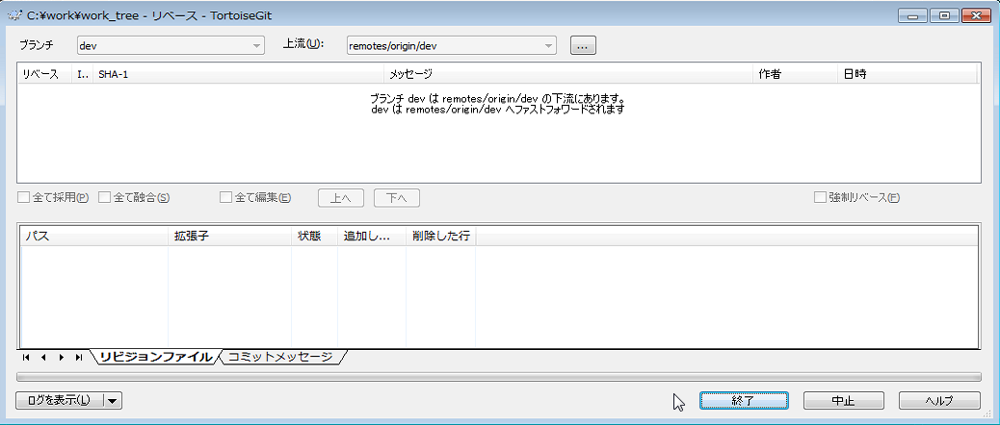 C:¥work¥work_tree - リベース - TortoiseGit
ブランチ dev 上流(U): remotes/origin/dev ...
リベース I.. SHA-1 メッセージ 作者 日時
ブランチ dev は remotes/origin/dev の下流にあります。
dev は remotes/origin/dev へファストフォワードされます
全て採用(P) 全て融合(S) 全て編集(E) 上へ 下へ 強制リベース(F)
パス 拡張子 状態 追加し... 削除した行
リビジョンファイル コミットメッセージ
ログを表示(L) 終了 中止 ヘルプ